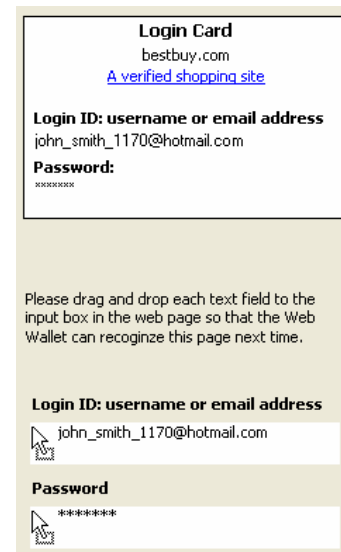 Login Card
bestbuy.com
A verified shopping site
Login ID: username or email address
john_smith_1170@hotmail.com
Password:
*******
Please drag and drop each text field to the
input box in the web page so that the Web
Wallet can recoginze this page next time.
Login ID: username or email address
john_smith_1170@hotmail.com
Password
*******